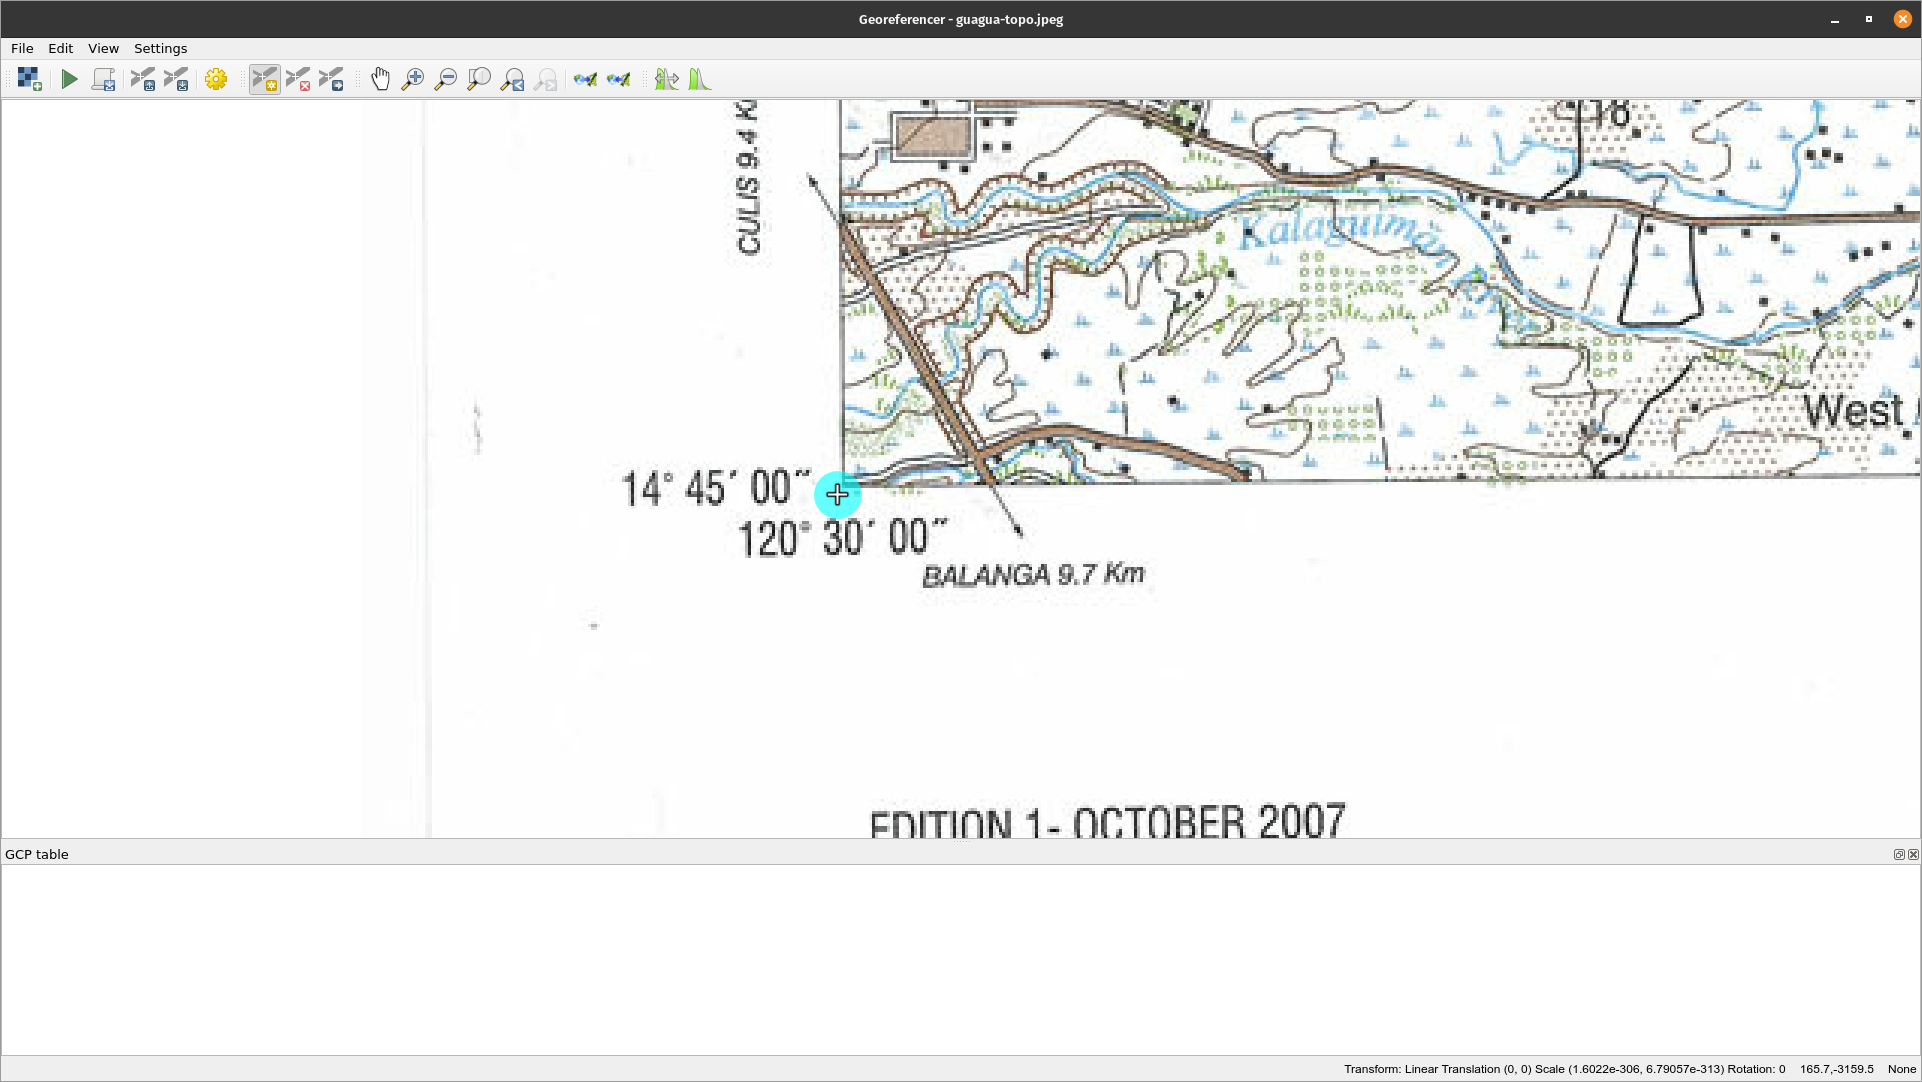 Georeferencer - guagua-topo.jpeg
File Edit View Settings
CULIS 9.4 K
18
Kalaguiman
West
14° 45′ 00″
120° 30′ 00″
BALANGA 9.7 Km
EDITION 1- OCTOBER 2007
GCP table
Transform: Linear Translation (0, 0) Scale (1.6022e-306, 6.79057e-313) Rotation: 0 165.7,-3159.5 None